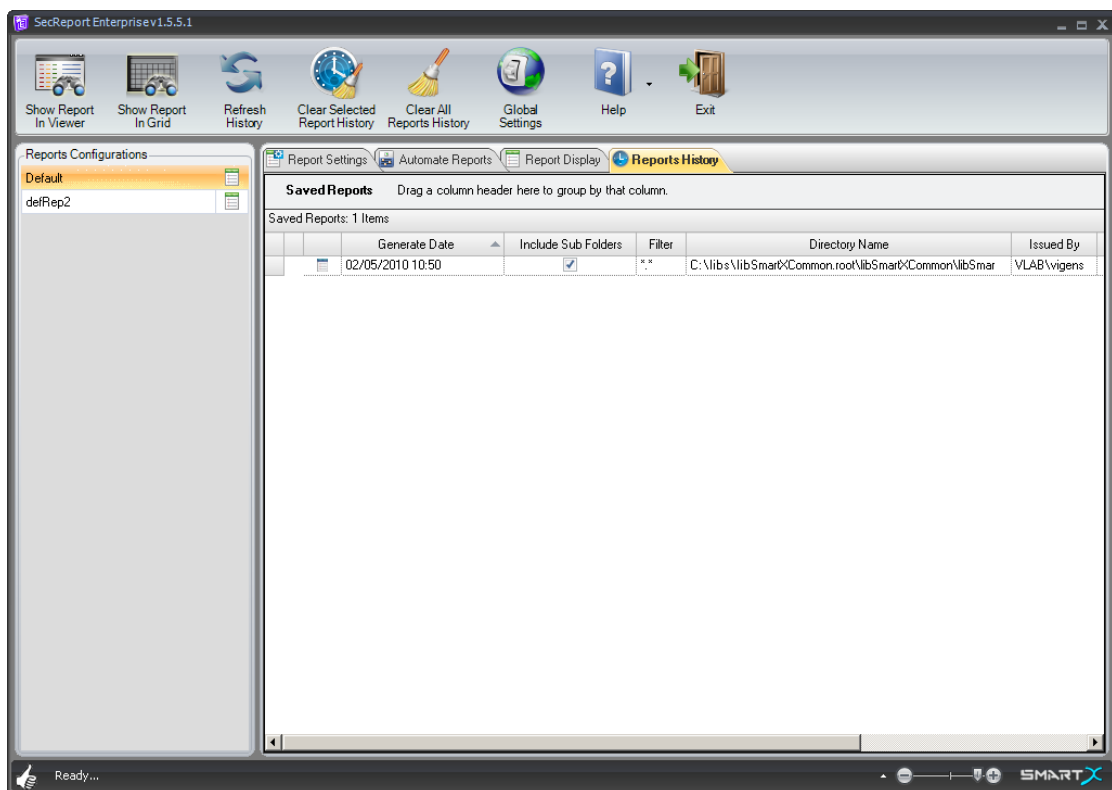 SecReport Enterprise v1.5.5.1
Show Report In Viewer
Show Report In Grid
Refresh History
Clear Selected Report History
Clear All Reports History
Global Settings
Help
Exit
Reports Configurations
Default
defRep2
Report Settings
Automate Reports
Report Display
Reports History
Saved Reports Drag a column header here to group by that column.
Saved Reports: 1 Items
Generate Date Include Sub Folders Filter Directory Name Issued By
02/05/2010 10:50 *.* C:\libs\libSmartXCommon.root\libSmartXCommon\libSmar VLAB\vigens
Ready...
SMARTX